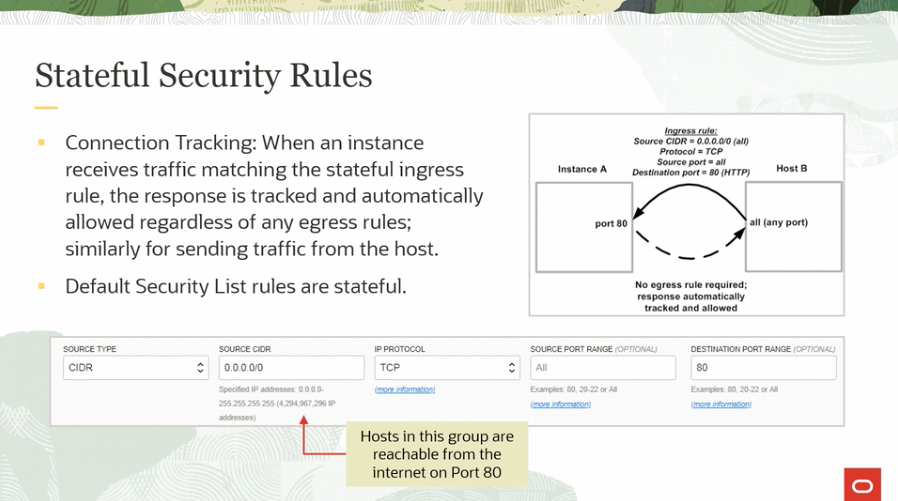 Stateful Security Rules
Connection Tracking: When an instance
receives traffic matching the stateful ingress
rule, the response is tracked and automatically
allowed regardless of any egress rules;
similarly for sending traffic from the host.
Default Security List rules are stateful.
Ingress rule:
Source CIDR = 0.0.0.0/0 (all)
Protocol = TCP
Source port = all
Destination port = 80 (HTTP)
Instance A
Host B
port 80
all (any port)
No egress rule required;
response automatically
tracked and allowed
SOURCE TYPE
CIDR
SOURCE CIDR
0.0.0.0/0
Specified IP addresses: 0.0.0.0-
255.255.255.255 (4,294,967,296 IP
addresses)
IP PROTOCOL
TCP
(more information)
SOURCE PORT RANGE (OPTIONAL)
All
Examples: 80, 20-22 or All
(more information)
DESTINATION PORT RANGE (OPTIONAL)
80
Examples: 80, 20-22 or All
(more information)
Hosts in this group are
reachable from the
internet on Port 80